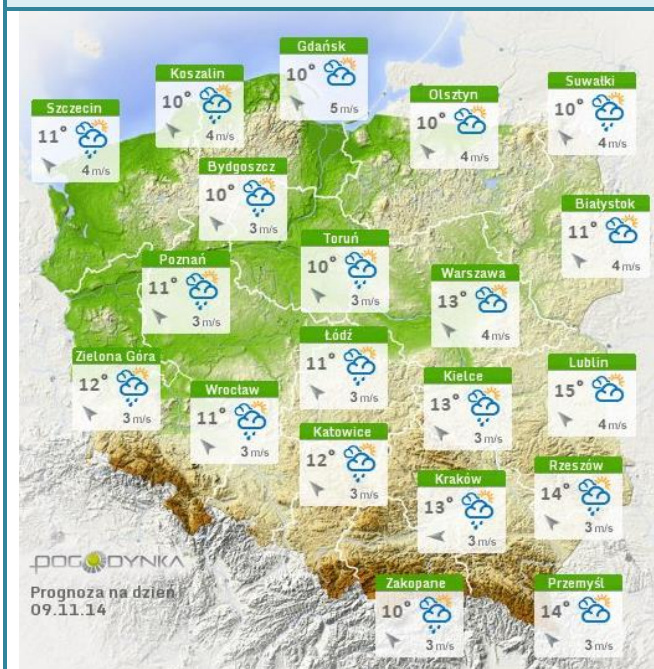 Gdańsk
10°
5 m/s
Koszalin
10°
4 m/s
Szczecin
11°
4 m/s
Olsztyn
10°
4 m/s
Suwałki
10°
4 m/s
Bydgoszcz
10°
3 m/s
Białystok
11°
4 m/s
Toruń
10°
3 m/s
Poznań
11°
3 m/s
Warszawa
13°
4 m/s
Łódź
11°
3 m/s
Zielona Góra
12°
3 m/s
Wrocław
11°
3 m/s
Kielce
13°
3 m/s
Lublin
15°
4 m/s
Katowice
12°
3 m/s
Kraków
13°
3 m/s
Rzeszów
14°
3 m/s
POGODYNKA
Prognoza na dzień
09.11.14
Zakopane
10°
3 m/s
Przemyśl
14°
3 m/s